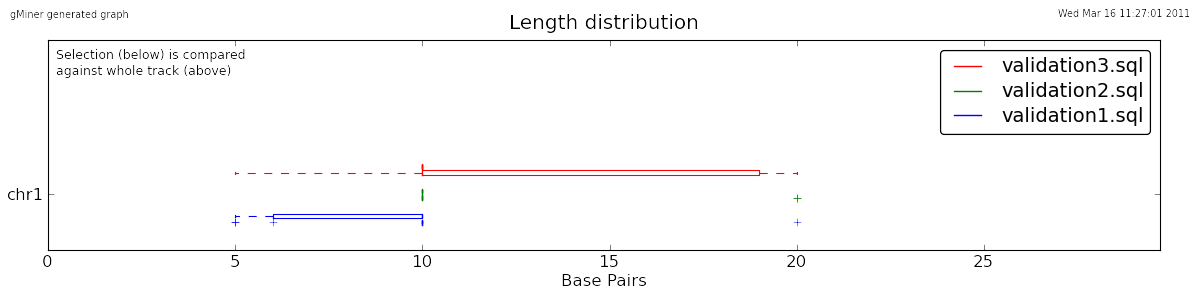 gMiner generated graph
Wed Mar 16 11:27:01 2011
Length distribution
Selection (below) is compared
against whole track (above)
validation3.sql
validation2.sql
validation1.sql
chr1
0 5 10 15 20 25
Base Pairs